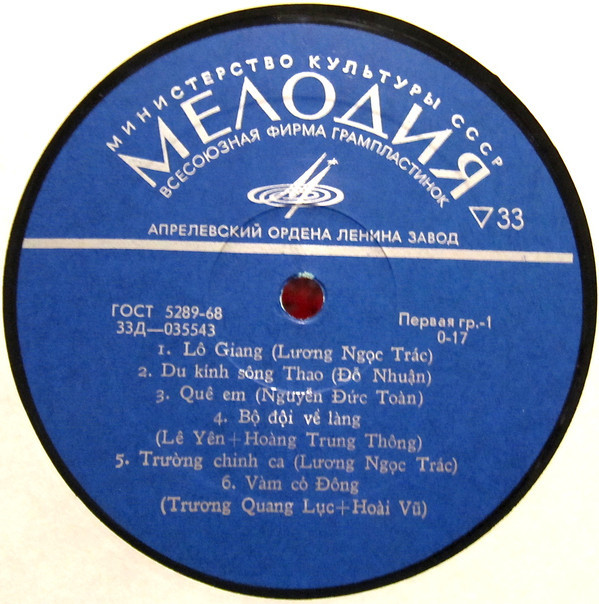 МИНИСТЕРСТВО КУЛЬТУРЫ СССР
МЕЛОДИЯ
ВСЕСОЮЗНАЯ ФИРМА ГРАМПЛАСТИНОК
▽33
АПРЕЛЕВСКИЙ ОРДЕНА ЛЕНИНА ЗАВОД
ГОСТ 5289-68
33Д—035543
Первая гр.-1
0-17
1. Lô Giang (Lương Ngọc Trác)
2. Du kính sông Thao (Đỗ Nhuận)
3. Quê em (Nguyễn Đức Toàn)
4. Bộ đội về làng
(Lê Yên+Hoàng Trung Thông)
5. Trường chinh ca (Lương Ngọc Trác)
6. Vàm cỏ Đông
(Trương Quang Lục+Hoài Vũ)